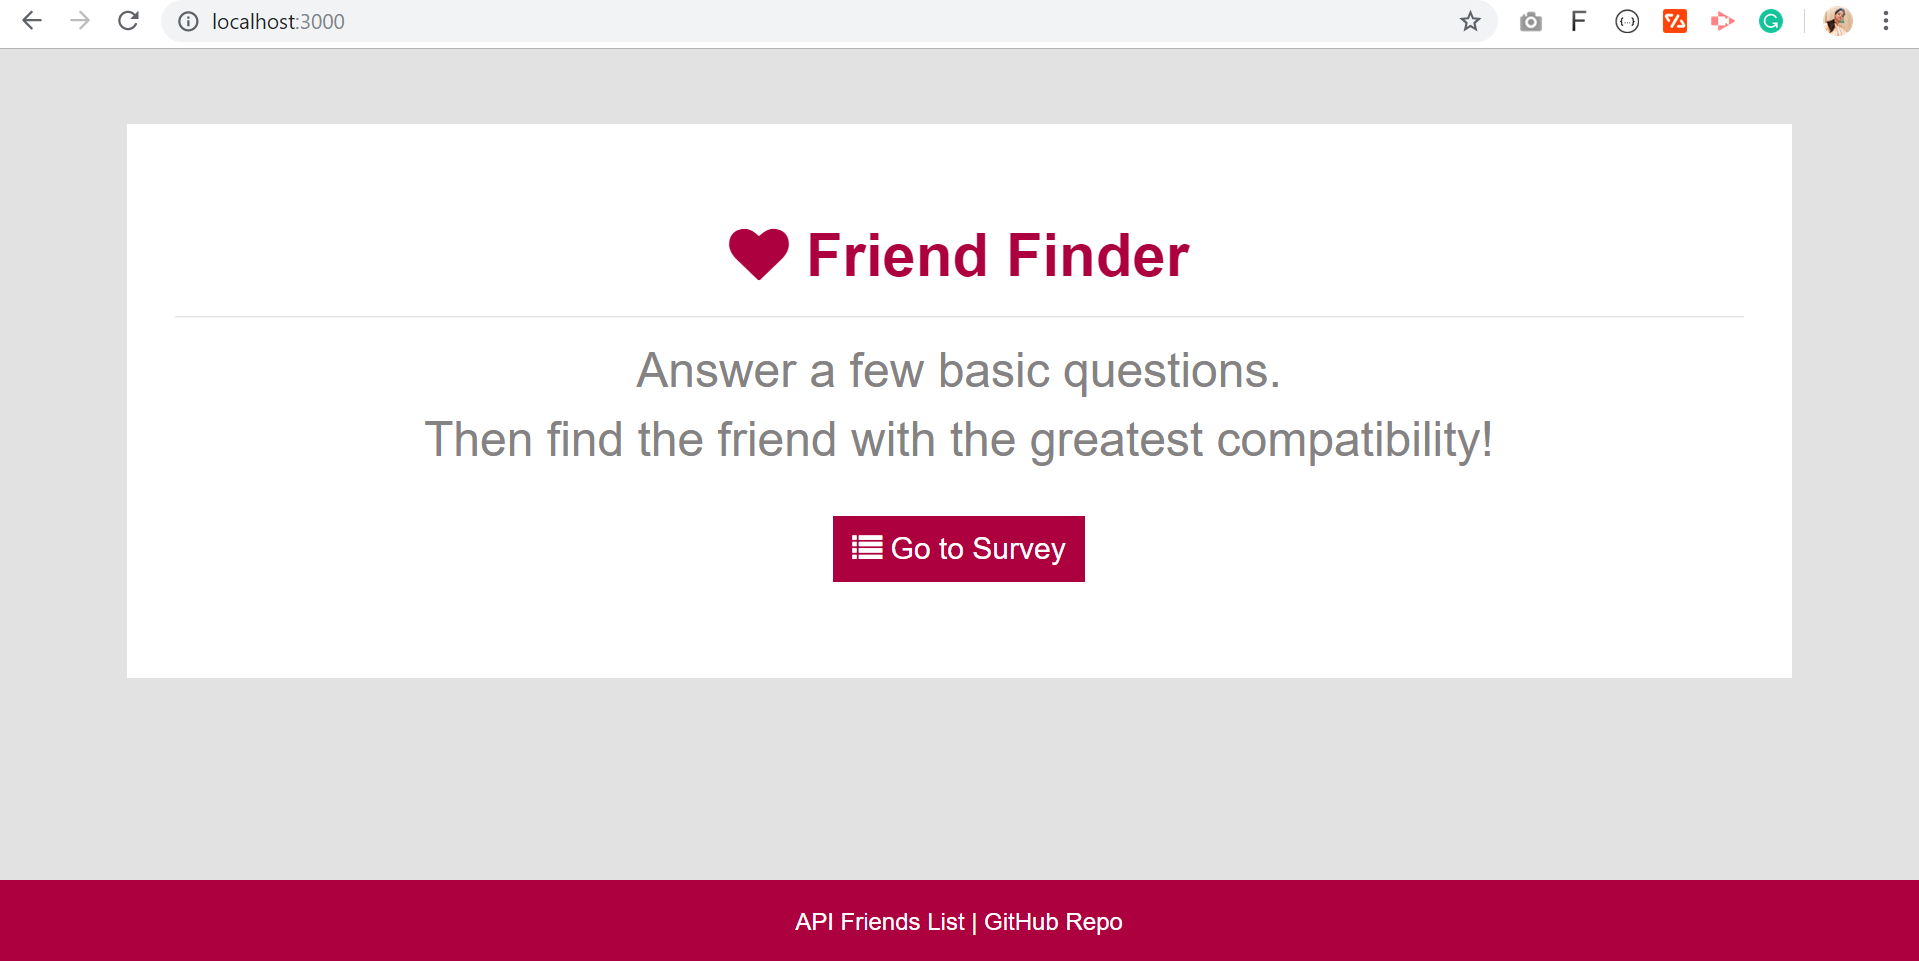 localhost:3000
F
Friend Finder
Answer a few basic questions.
Then find the friend with the greatest compatibility!
Go to Survey
API Friends List | GitHub Repo